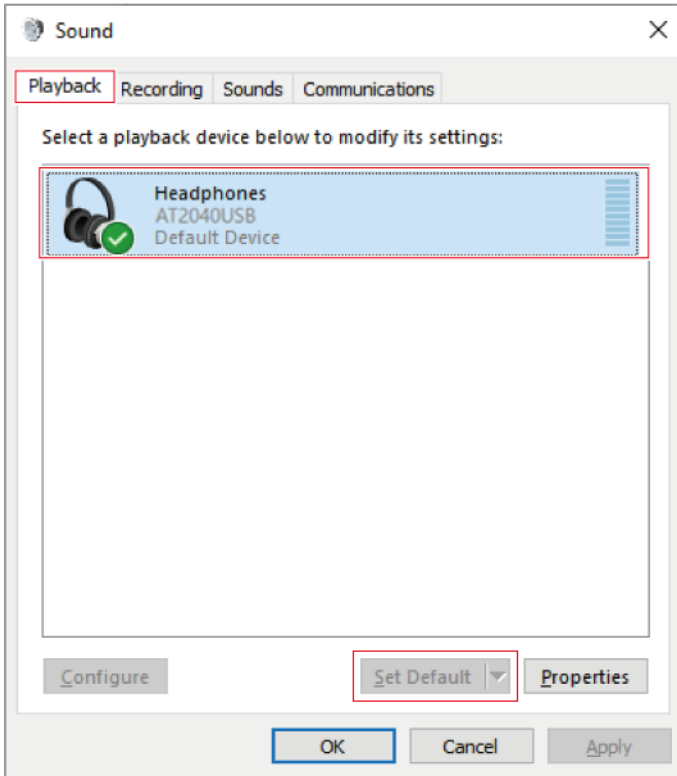 Sound
Playback Recording Sounds Communications
Select a playback device below to modify its settings:
Headphones
AT2040USB
Default Device
Configure Set Default Properties
OK Cancel Apply